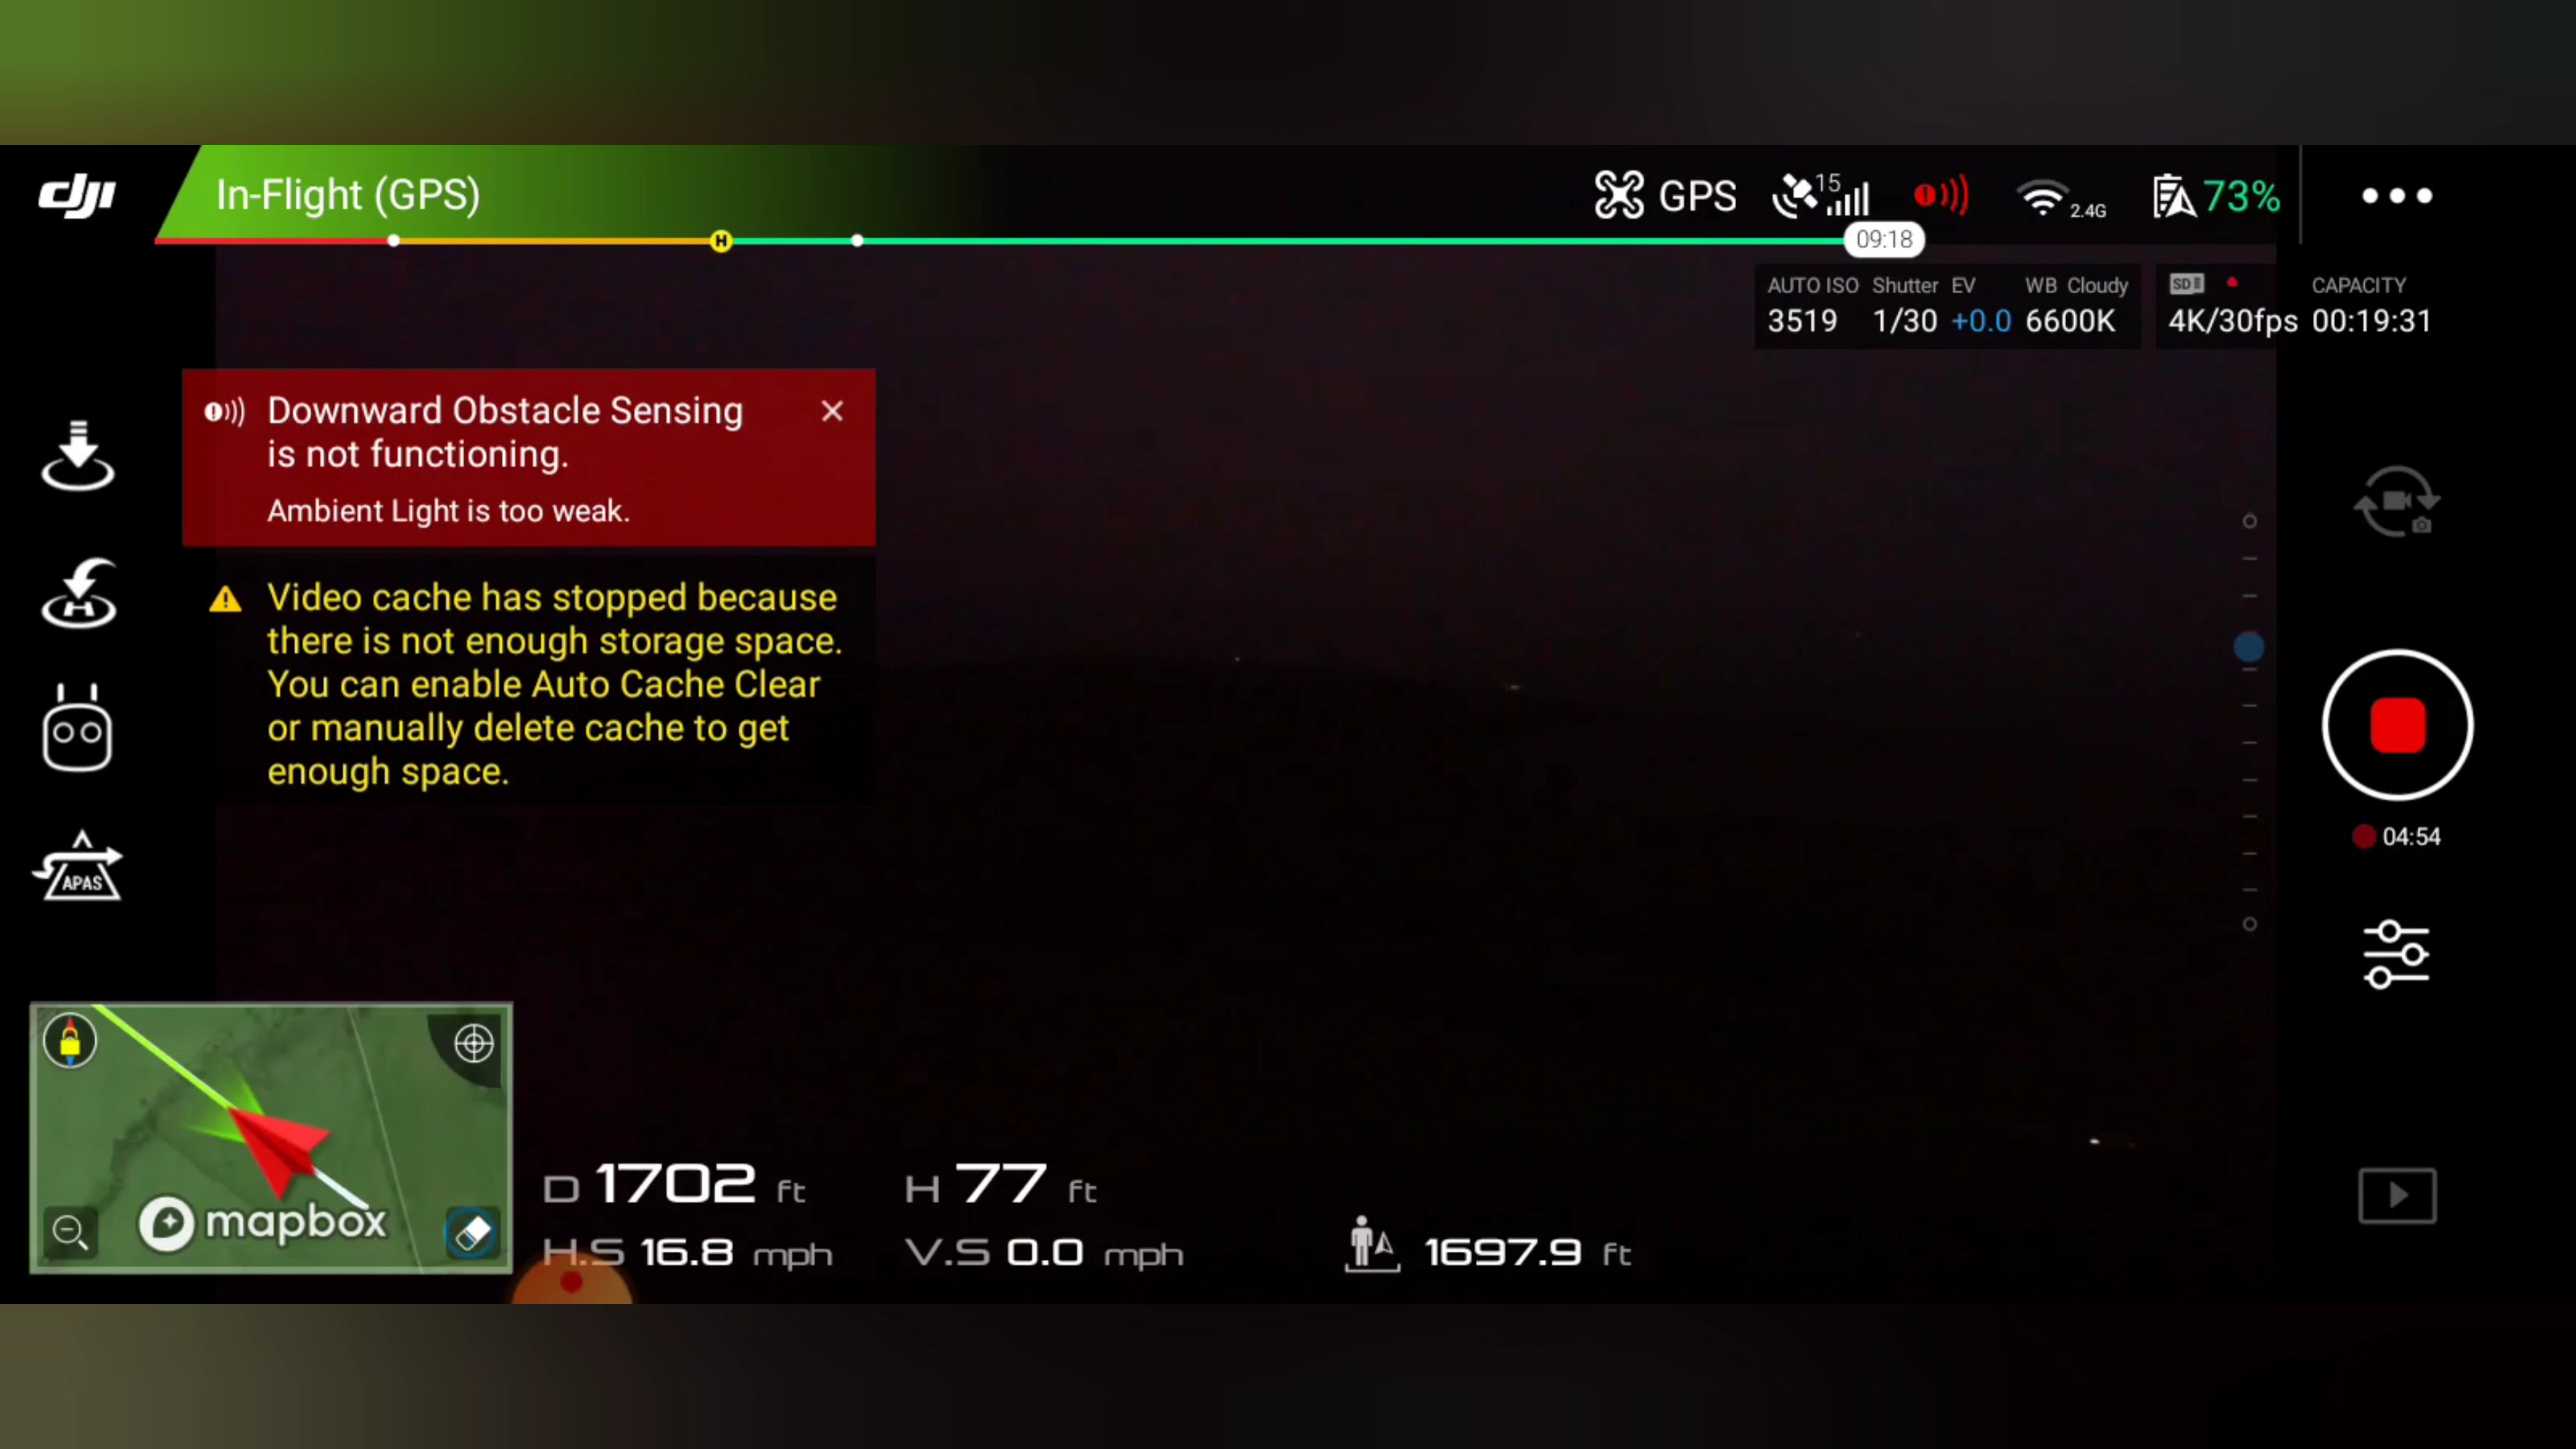 dji In-Flight (GPS) GPS 15 2.4G 73%
09:18
AUTO ISO Shutter EV WB Cloudy SD CAPACITY
3519 1/30 +0.0 6600K 4K/30fps 00:19:31
Downward Obstacle Sensing
is not functioning.
Ambient Light is too weak.
Video cache has stopped because
there is not enough storage space.
You can enable Auto Cache Clear
or manually delete cache to get
enough space.
04:54
APAS
mapbox
D 1702 ft H 77 ft
H.S 16.8 mph V.S 0.0 mph 1697.9 ft
H